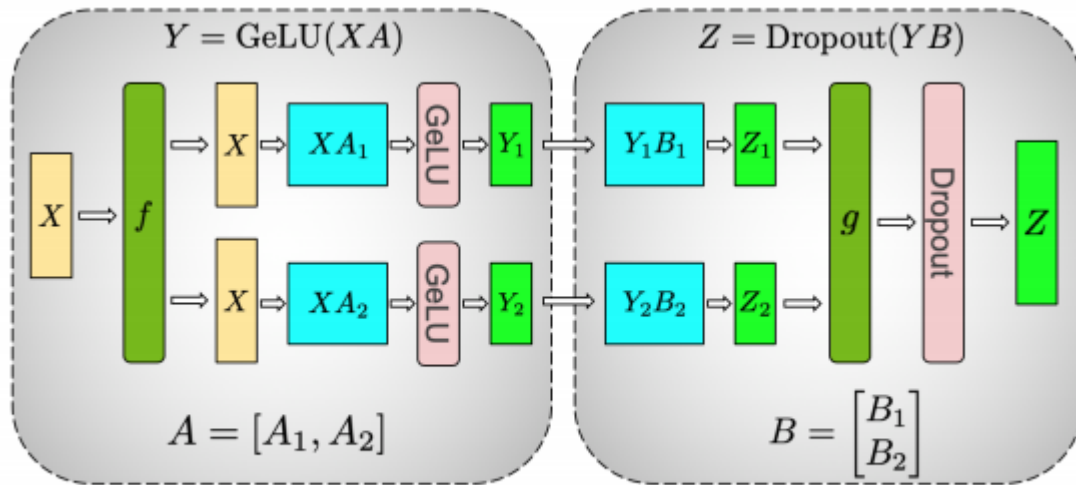 Y = GeLU(XA)
X
f
X
XA₁
GeLU
Y₁
X
XA₂
GeLU
Y₂
A = [A₁, A₂]
Z = Dropout(YB)
Y₁B₁
Z₁
Y₂B₂
Z₂
g
Dropout
Z
B = [B₁
B₂]